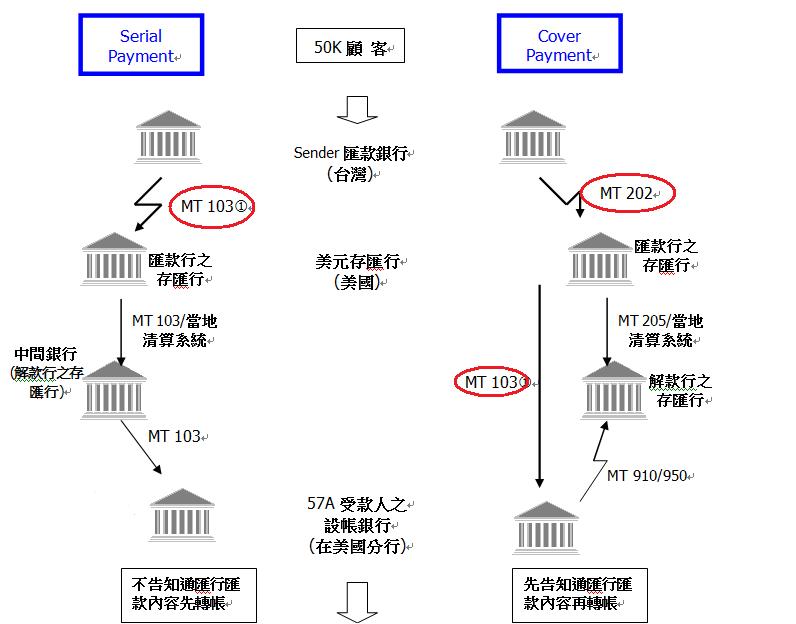 Serial
Payment
50K 顧 客
Cover
Payment
Sender 匯款銀行
(台灣)
MT 103①
MT 202
匯款行之
存匯行
美元存匯行
(美國)
匯款行之
存匯行
MT 103/當地
清算系統
MT 205/當地
清算系統
中間銀行
(解款行之存
匯行)
MT 103①
解款行之
存匯行
MT 103
MT 910/950
57A 受款人之
設帳銀行
(在美國分行)
不告知通匯行匯
款內容先轉帳
先告知通匯行匯
款內容再轉帳